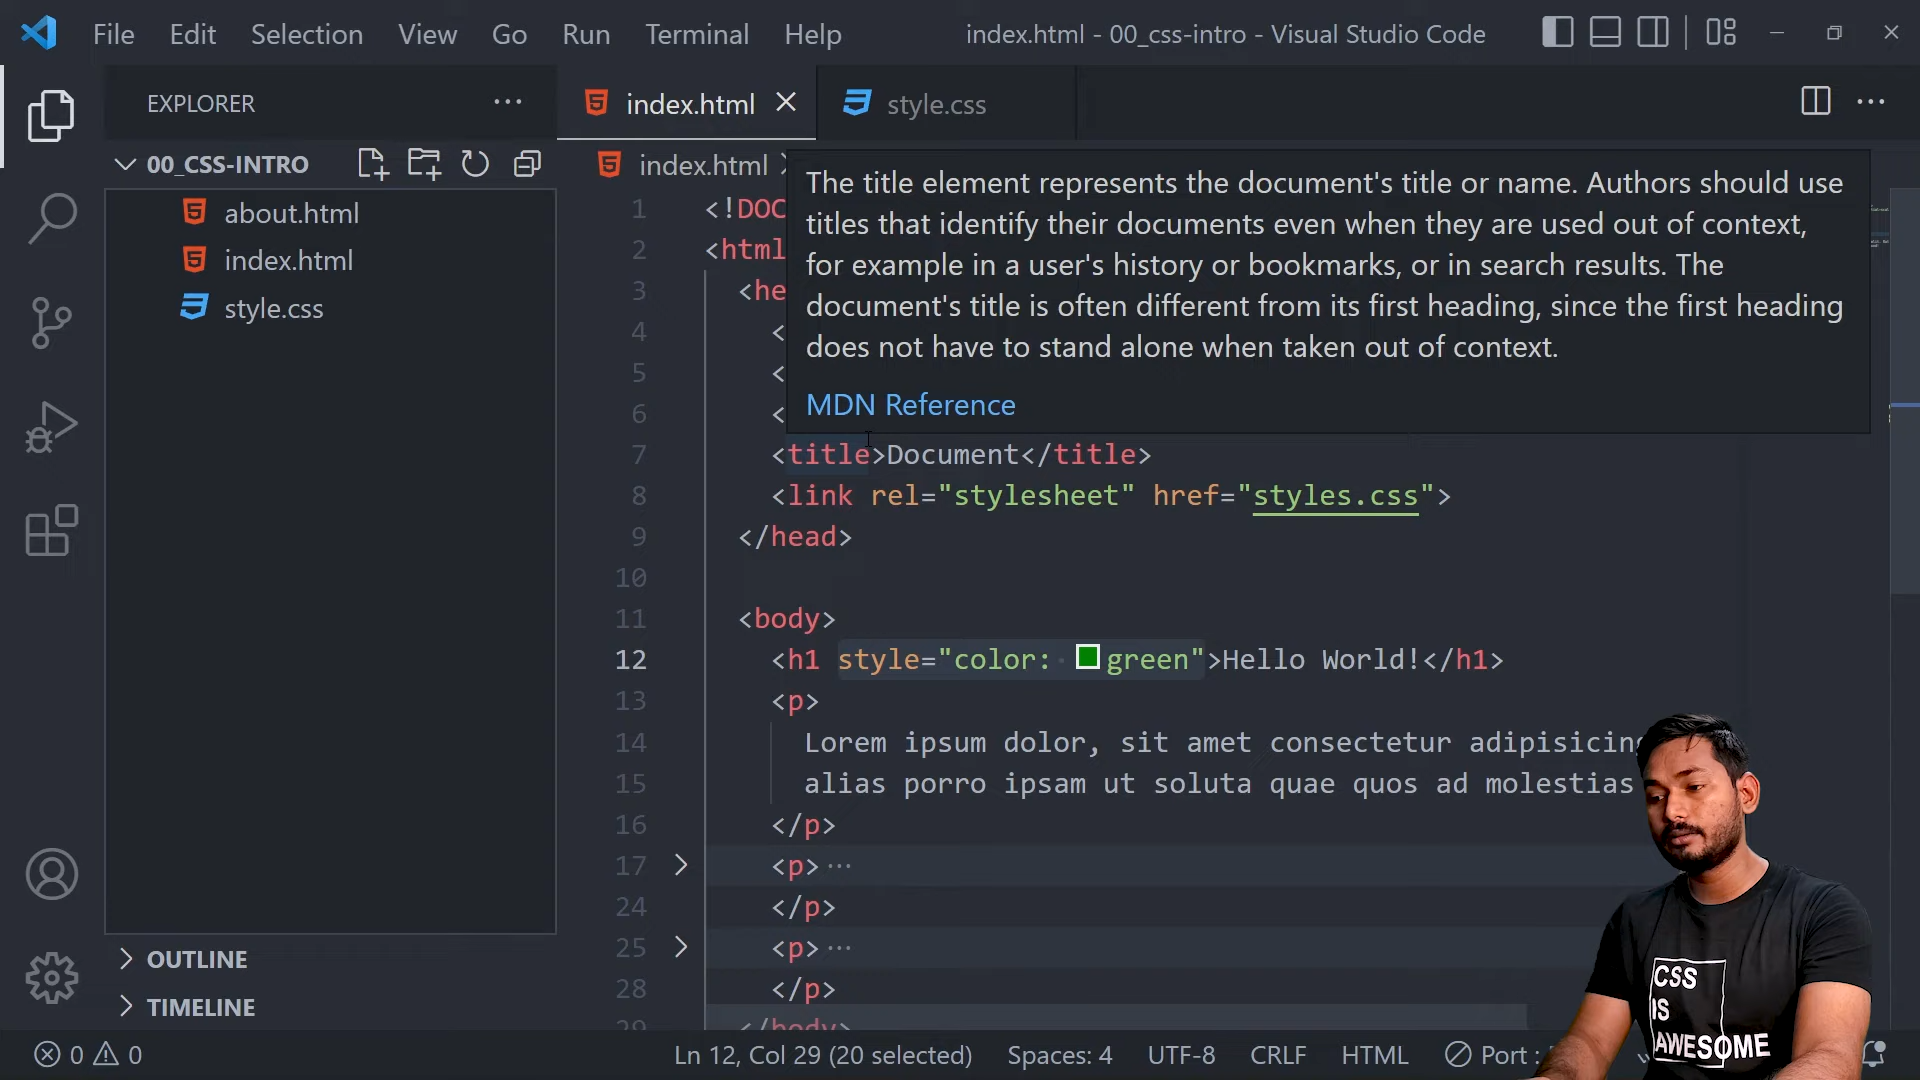 File Edit Selection View Go Run Terminal Help
index.html - 00_css-intro - Visual Studio Code
EXPLORER
00_CSS-INTRO
about.html
index.html
style.css
OUTLINE
TIMELINE
index.html
style.css
index.html
The title element represents the document's title or name. Authors should use
titles that identify their documents even when they are used out of context,
for example in a user's history or bookmarks, or in search results. The
document's title is often different from its first heading, since the first heading
does not have to stand alone when taken out of context.
MDN Reference
1 <!DOC
2 <html
3 <he
4 <
5 <
6 <
7 <title>Document</title>
8 <link rel="stylesheet" href="styles.css">
9 </head>
10
11 <body>
12 <h1 style="color: green">Hello World!</h1>
13 <p>
14 Lorem ipsum dolor, sit amet consectetur adipisicing
15 alias porro ipsam ut soluta quae quos ad molestias
16 </p>
17 <p>···
24 </p>
25 <p>···
28 </p>
29 </body>
0 0
Ln 12, Col 29 (20 selected) Spaces: 4 UTF-8 CRLF HTML Port :
CSS
IS
AWESOME